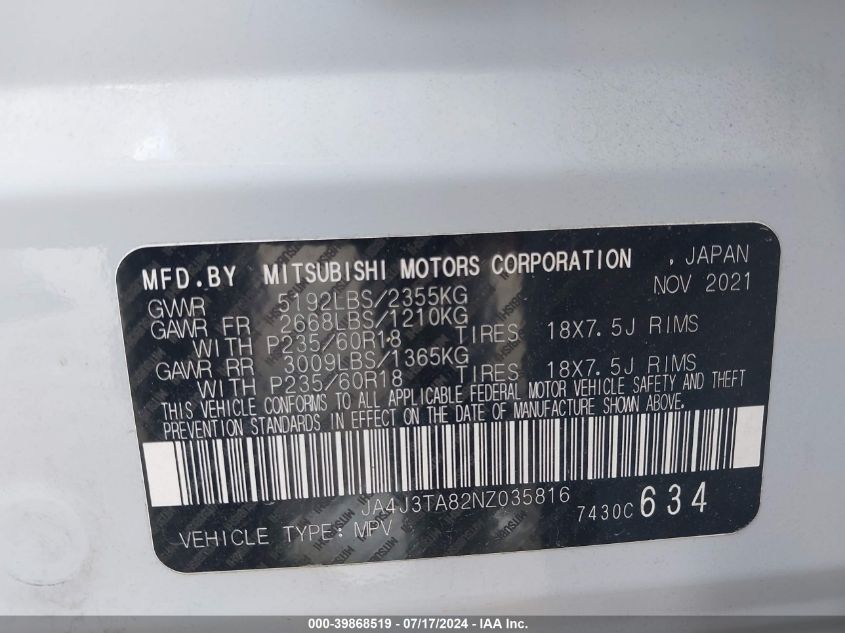 MFD.BY MITSUBISHI MOTORS CORPORATION , JAPAN
NOV 2021
GVWR 5192LBS/2355KG
GAWR FR 2668LBS/1210KG
WITH P235/60R18 TIRES 18X7.5J RIMS
GAWR RR 3009LBS/1365KG
WITH P235/60R18 TIRES 18X7.5J RIMS
THIS VEHICLE CONFORMS TO ALL APPLICABLE FEDERAL MOTOR VEHICLE SAFETY AND THEFT
PREVENTION STANDARDS IN EFFECT ON THE DATE OF MANUFACTURE SHOWN ABOVE.
JA4J3TA82NZ035816
7430C 634
VEHICLE TYPE: MPV
000-39868519 - 07/17/2024 - IAA Inc.